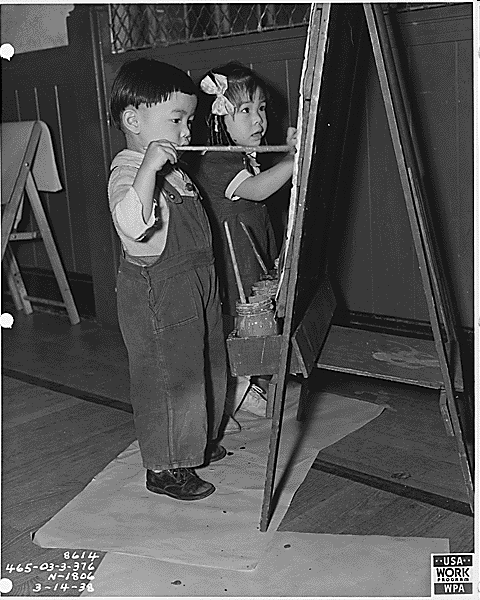 8614
465-03-3-376
N-1806
3-14-38
USA
WORK
PROGRAM
WPA